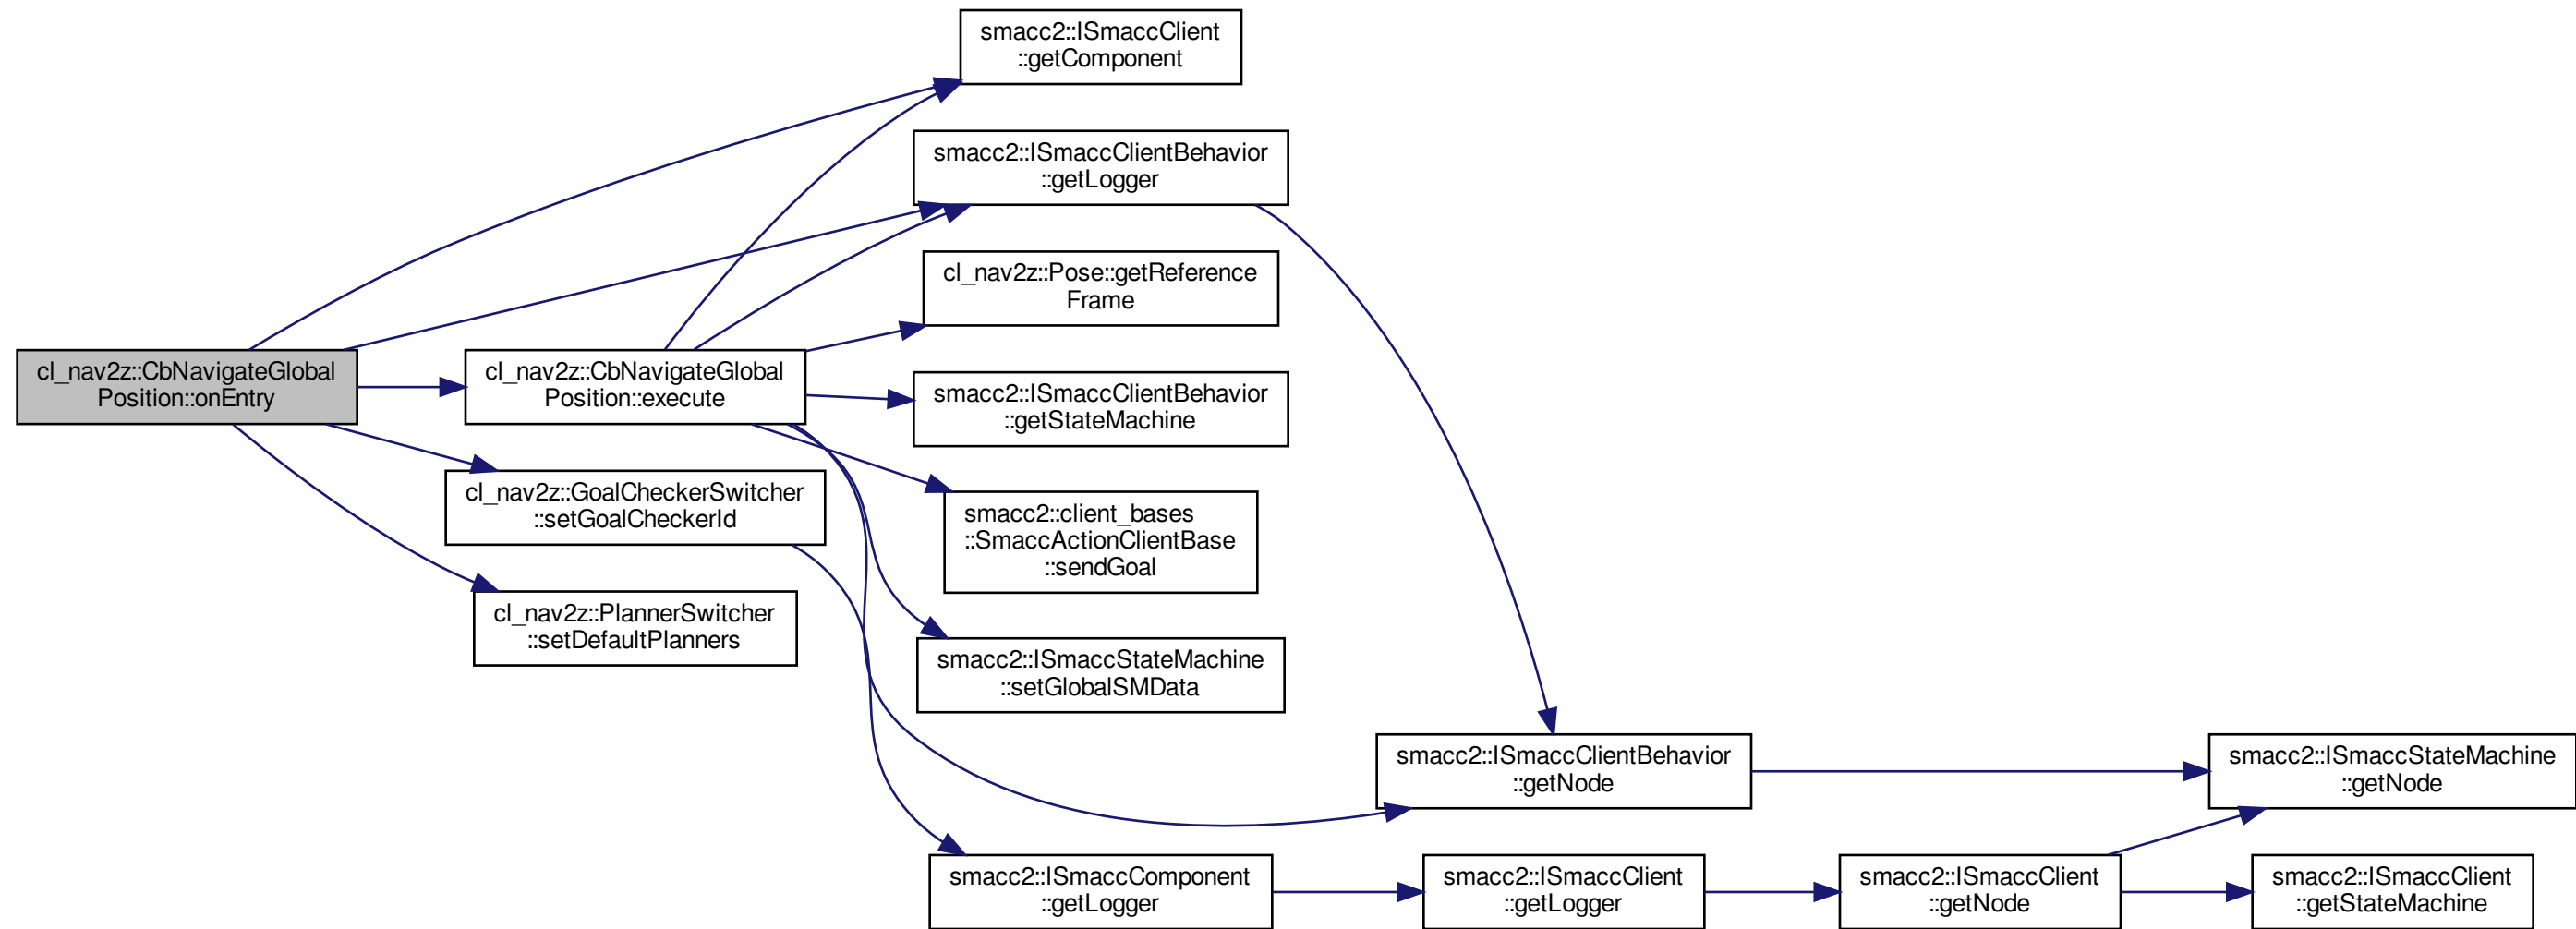 smacc2::ISmaccClient
::getComponent
smacc2::ISmaccClientBehavior
::getLogger
cl_nav2z::Pose::getReference
Frame
cl_nav2z::CbNavigateGlobal
Position::onEntry
cl_nav2z::CbNavigateGlobal
Position::execute
smacc2::ISmaccClientBehavior
::getStateMachine
cl_nav2z::GoalCheckerSwitcher
::setGoalCheckerId
smacc2::client_bases
::SmaccActionClientBase
::sendGoal
cl_nav2z::PlannerSwitcher
::setDefaultPlanners
smacc2::ISmaccStateMachine
::setGlobalSMData
smacc2::ISmaccClientBehavior
::getNode
smacc2::ISmaccStateMachine
::getNode
smacc2::ISmaccComponent
::getLogger
smacc2::ISmaccClient
::getLogger
smacc2::ISmaccClient
::getNode
smacc2::ISmaccClient
::getStateMachine